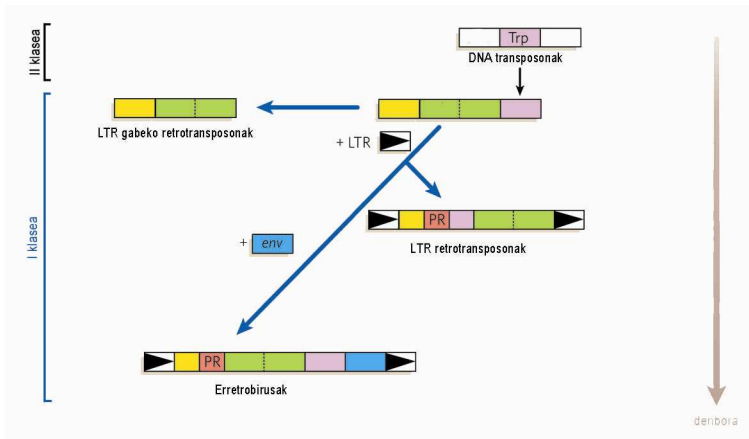 II klasea
Trp
DNA transposonak
LTR gabeko retrotransposonak
+ LTR
I klasea
PR
LTR retrotransposonak
+ env
PR
Erretrobirusak
denbora